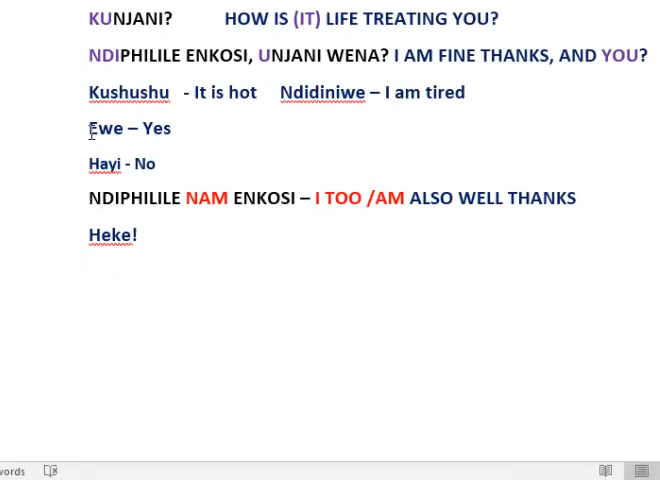 KUNJANI? HOW IS (IT) LIFE TREATING YOU?
NDIPHILILE ENKOSI, UNJANI WENA? I AM FINE THANKS, AND YOU?
Kushushu - It is hot Ndidiniwe – I am tired
Ewe – Yes
Hayi - No
NDIPHILILE NAM ENKOSI – I TOO /AM ALSO WELL THANKS
Heke!
words